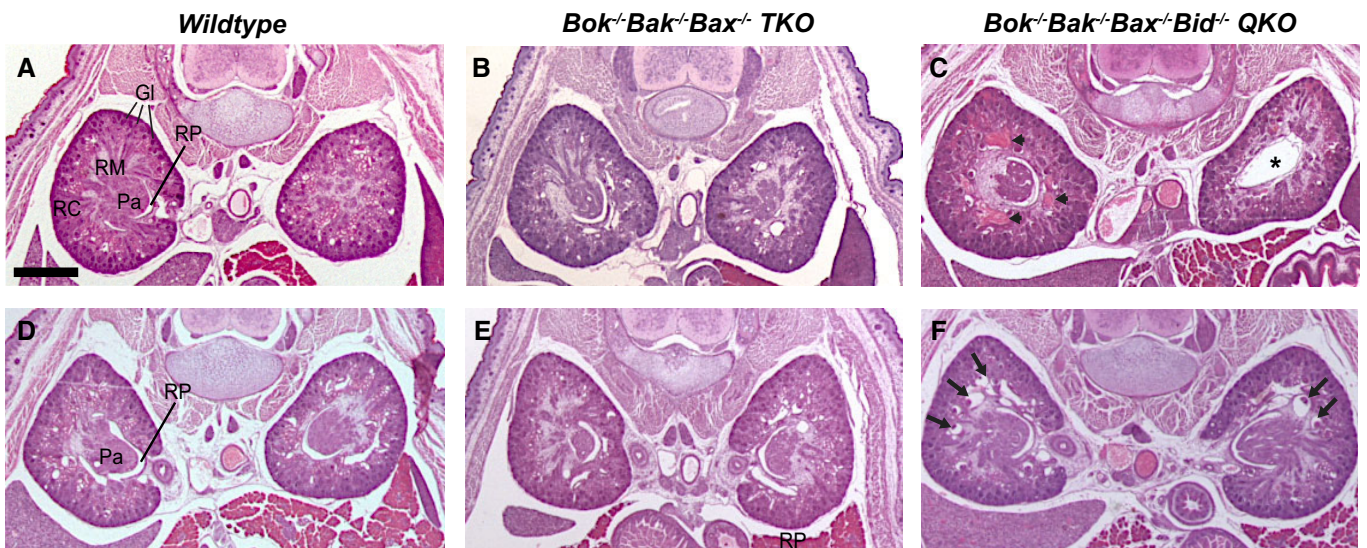 Wildtype
Bok-/-Bak-/-Bax-/- TKO
Bok-/-Bak-/-Bax-/-Bid-/- QKO
A
Gl
RP
RM
Pa
RC
B
C
*
D
RP
Pa
E
RP
F